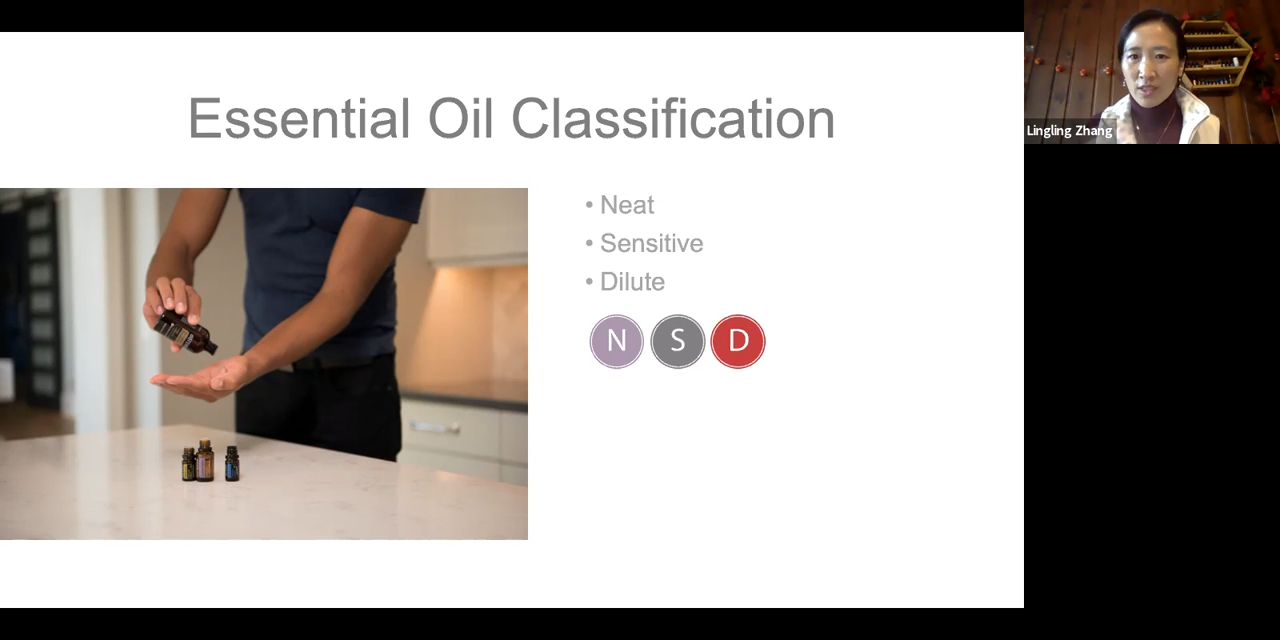 Essential Oil Classification
• Neat
• Sensitive
• Dilute
N S D
Lingling Zhang